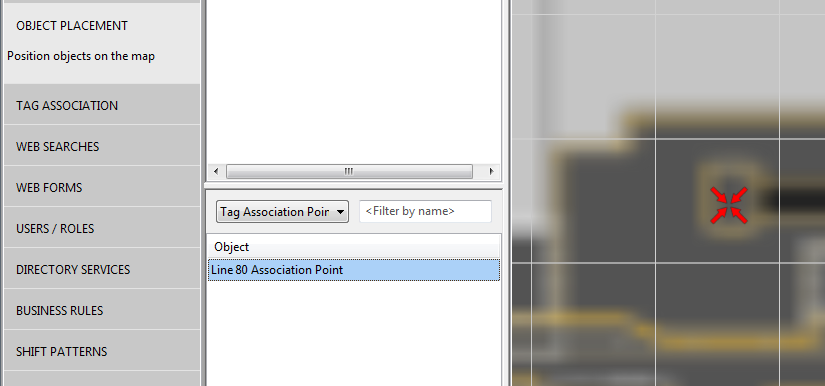 OBJECT PLACEMENT
Position objects on the map
TAG ASSOCIATION
WEB SEARCHES
WEB FORMS
USERS / ROLES
DIRECTORY SERVICES
BUSINESS RULES
SHIFT PATTERNS
Tag Association Poir
<Filter by name>
Object
Line 80 Association Point